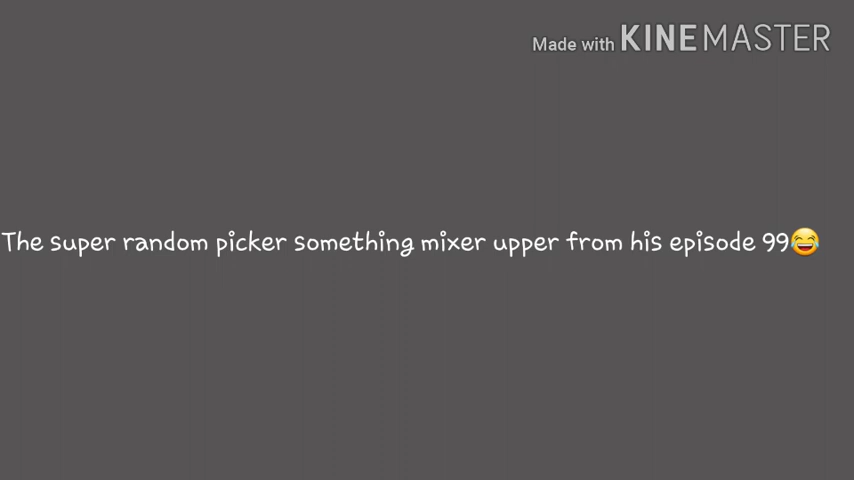 Made with KINEMASTER
The super random picker something mixer upper from his episode 99😂